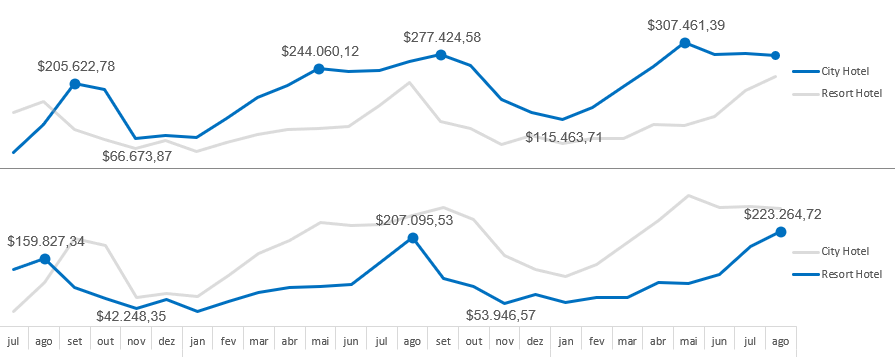 $307.461,39
$277.424,58
$244.060,12
$205.622,78
City Hotel
Resort Hotel
$115.463,71
$66.673,87
$207.095,53
$223.264,72
$159.827,34
City Hotel
Resort Hotel
$42.248,35
$53.946,57
jul ago set out nov dez jan fev mar abr mai jun jul ago set out nov dez jan fev mar abr mai jun jul ago